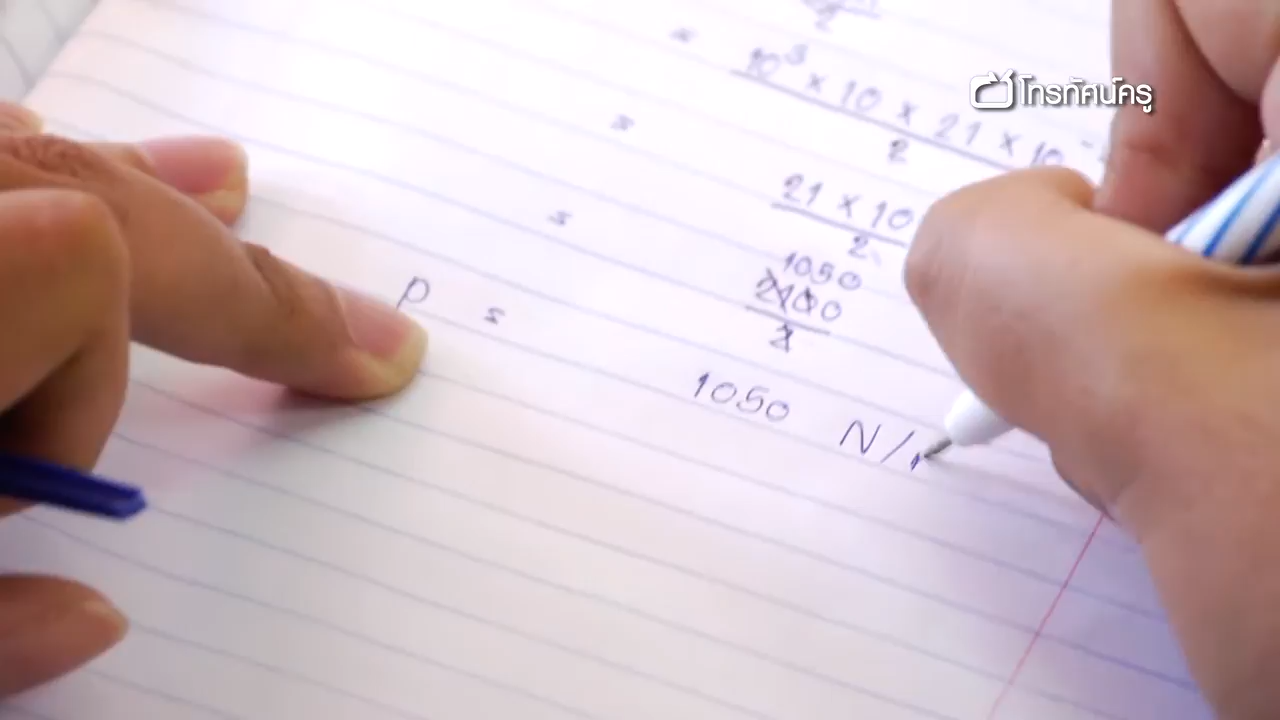 2
= 10³ × 10 × 21 × 10
2
= 21 × 10
2
1050
= 2100
2
P = 1050 N/
โทรทัศน์ครู